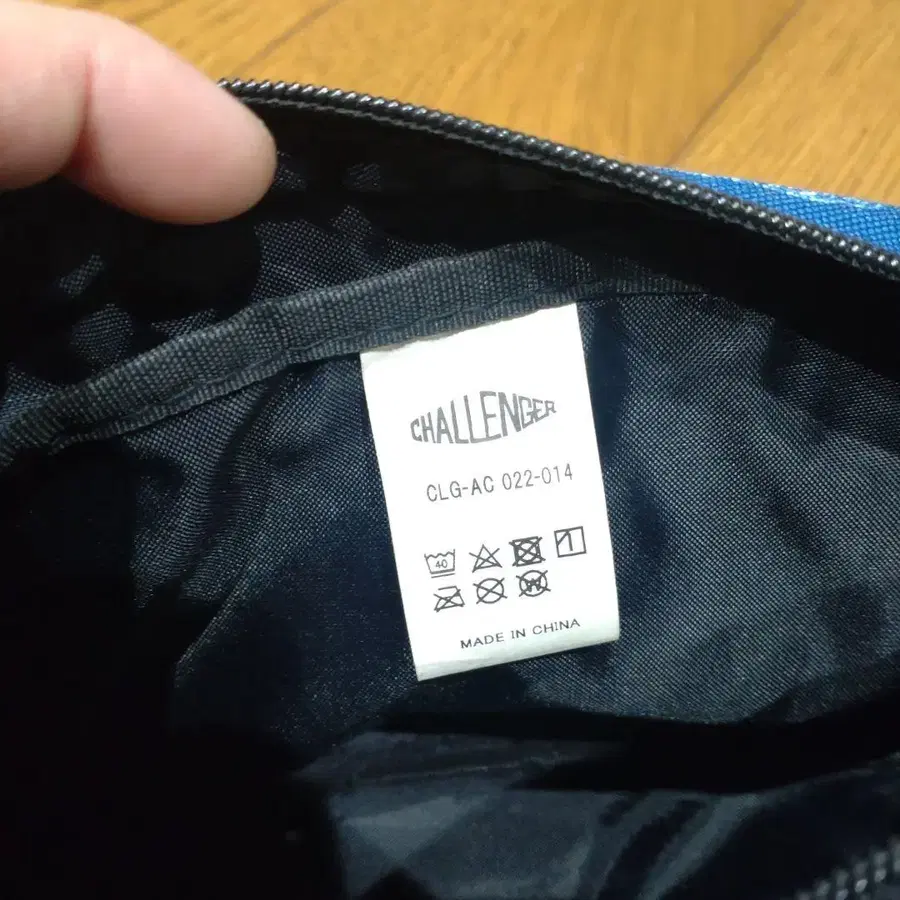 CHALLENGER
CLG-AC 022-014
40
W
MADE IN CHINA